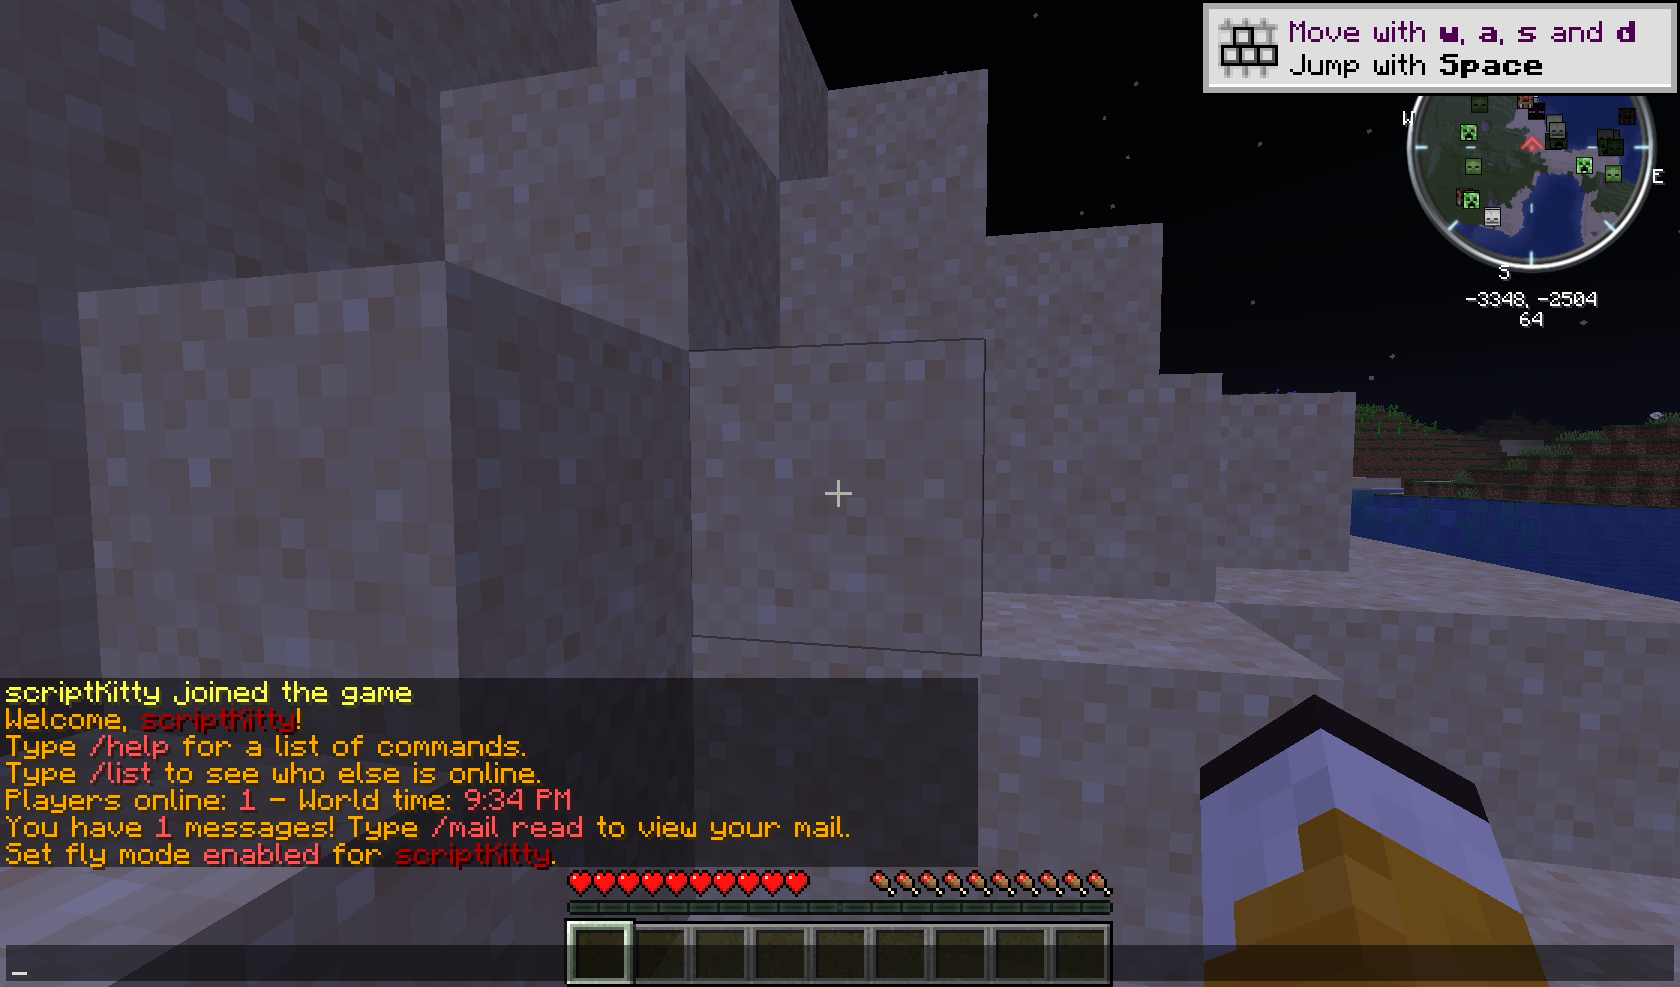 Move with w, a, s and d
Jump with Space
W
E
S
-3348, -2504
64
scriptKitty joined the game
Welcome, scriptKitty!
Type /help for a list of commands.
Type /list to see who else is online.
Players online: 1 - World time: 9:34 PM
You have 1 messages! Type /mail read to view your mail.
Set fly mode enabled for scriptKitty.
_